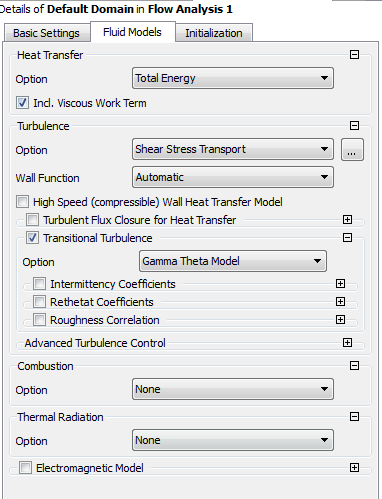 Details of Default Domain in Flow Analysis 1
Basic Settings Fluid Models Initialization
Heat Transfer
Option Total Energy
Incl. Viscous Work Term
Turbulence
Option Shear Stress Transport ...
Wall Function Automatic
High Speed (compressible) Wall Heat Transfer Model
Turbulent Flux Closure for Heat Transfer
Transitional Turbulence
Option Gamma Theta Model
Intermittency Coefficients
Rethetat Coefficients
Roughness Correlation
Advanced Turbulence Control
Combustion
Option None
Thermal Radiation
Option None
Electromagnetic Model